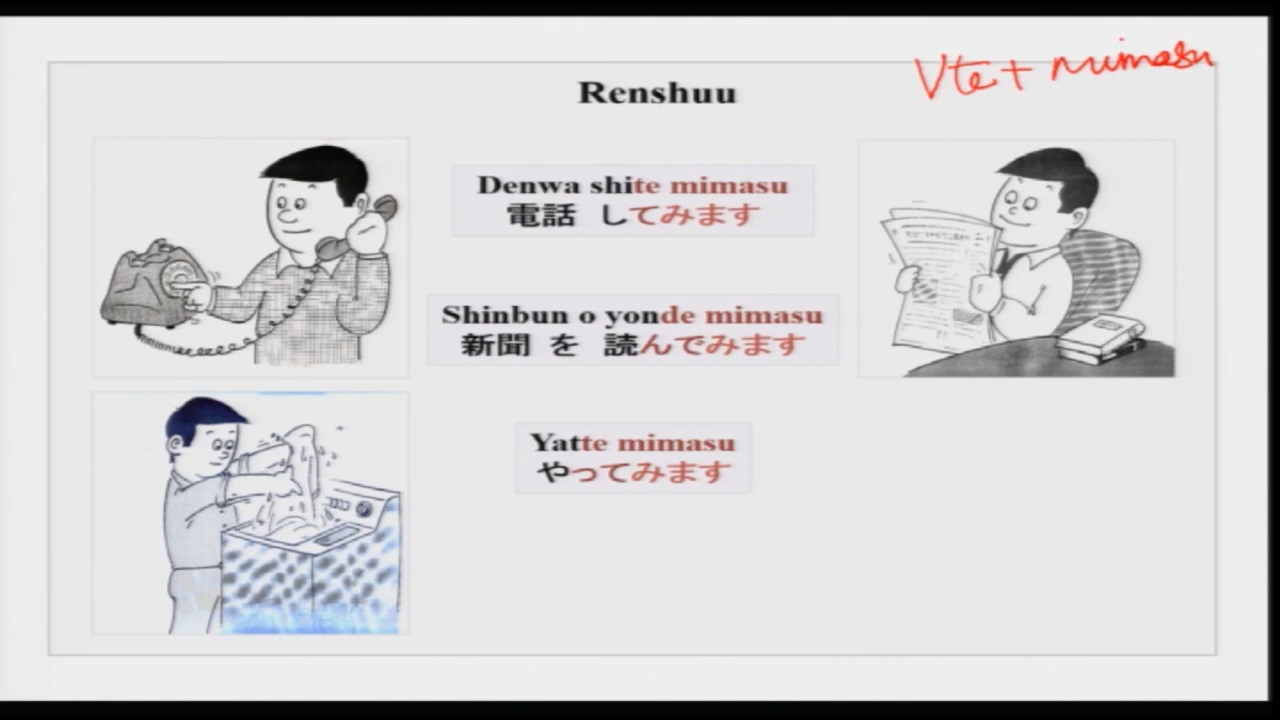 Vte + mimasu
Renshuu
Denwa shite mimasu
電話 してみます
Shinbun o yonde mimasu
新聞 を 読んでみます
Yatte mimasu
やってみます